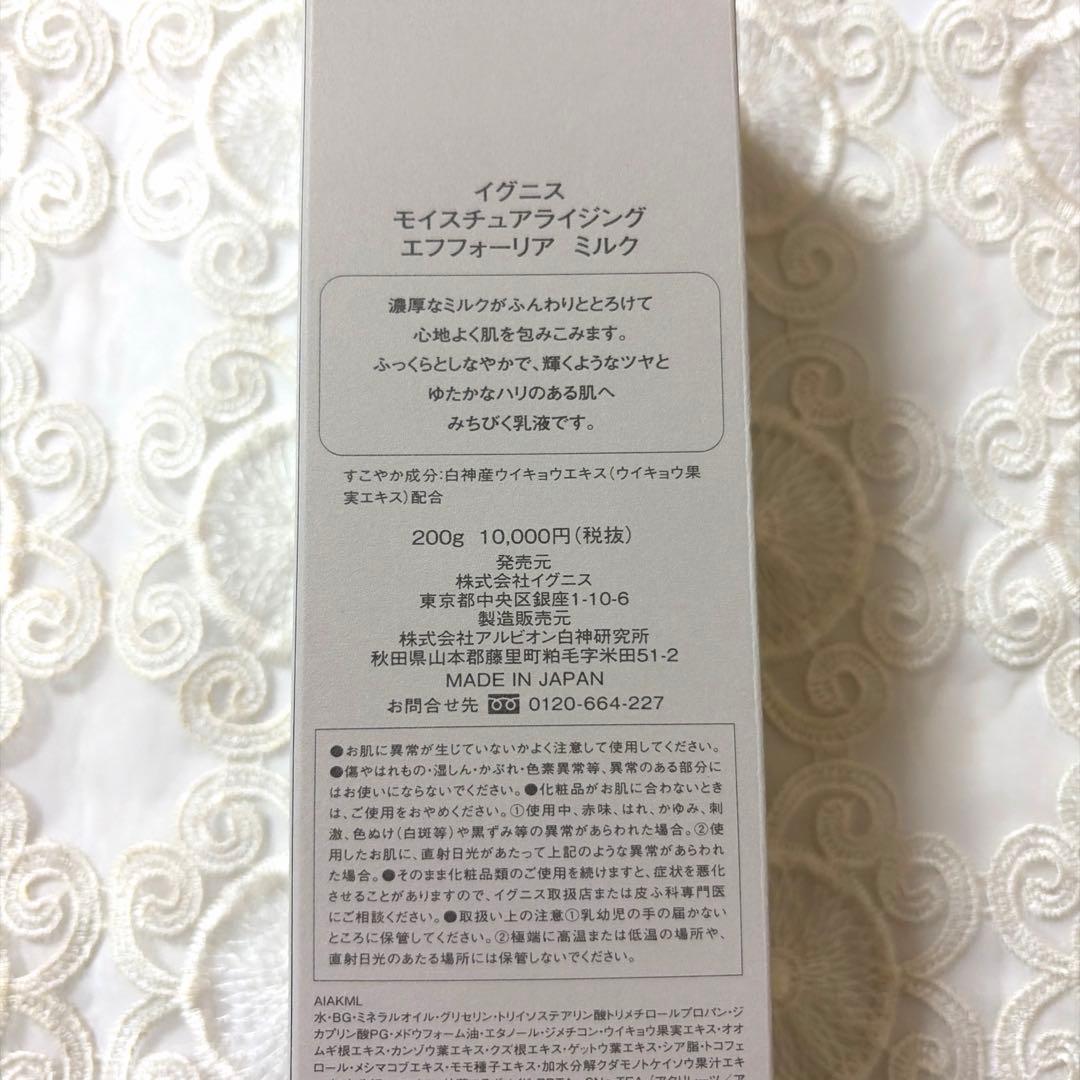 イグニス
モイスチュアライジング
エフフォーリア ミルク
濃厚なミルクがふんわりととろけて
心地よく肌を包みこみます。
ふっくらとしなやかで、輝くようなツヤと
ゆたかなハリのある肌へ
みちびく乳液です。
すこやか成分:白神産ウイキョウエキス(ウイキョウ果
実エキス)配合
200g 10,000円(税抜)
発売元
株式会社イグニス
東京都中央区銀座1-10-6
製造販売元
株式会社アルビオン白神研究所
秋田県山本郡藤里町粕毛字米田51-2
MADE IN JAPAN
お問合せ先 0120-664-227
●お肌に異常が生じていないかよく注意して使用してください。
●傷やはれもの・湿しん・かぶれ・色素異常等、異常のある部分に
はお使いにならないでください。●化粧品がお肌に合わないとき
は、ご使用をおやめください。①使用中、赤味、はれ、かゆみ、刺
激、色ぬけ(白斑等)や黒ずみ等の異常があらわれた場合。②使
用したお肌に、直射日光があたって上記のような異常があらわれ
た場合。●そのまま化粧品類のご使用を続けますと、症状を悪化
させることがありますので、イグニス取扱店または皮ふ科専門医
にご相談ください。●取扱い上の注意①乳幼児の手の届かない
ところに保管してください。②極端に高温または低温の場所や、
直射日光のあたる場所には保管しないでください。
AIAKML
水・BG・ミネラルオイル・グリセリン・トリイソステアリン酸トリメチロールプロパン・ジ
カプリン酸PG・メドウフォーム油・エタノール・ジメチコン・ウイキョウ果実エキス・オオ
ムギ根エキス・カンゾウ葉エキス・クズ根エキス・ゲットウ葉エキス・シア脂・トコフェ
ロール・メシマコブエキス・モモ種子エキス・加水分解クダモノトケイソウ果汁エキ